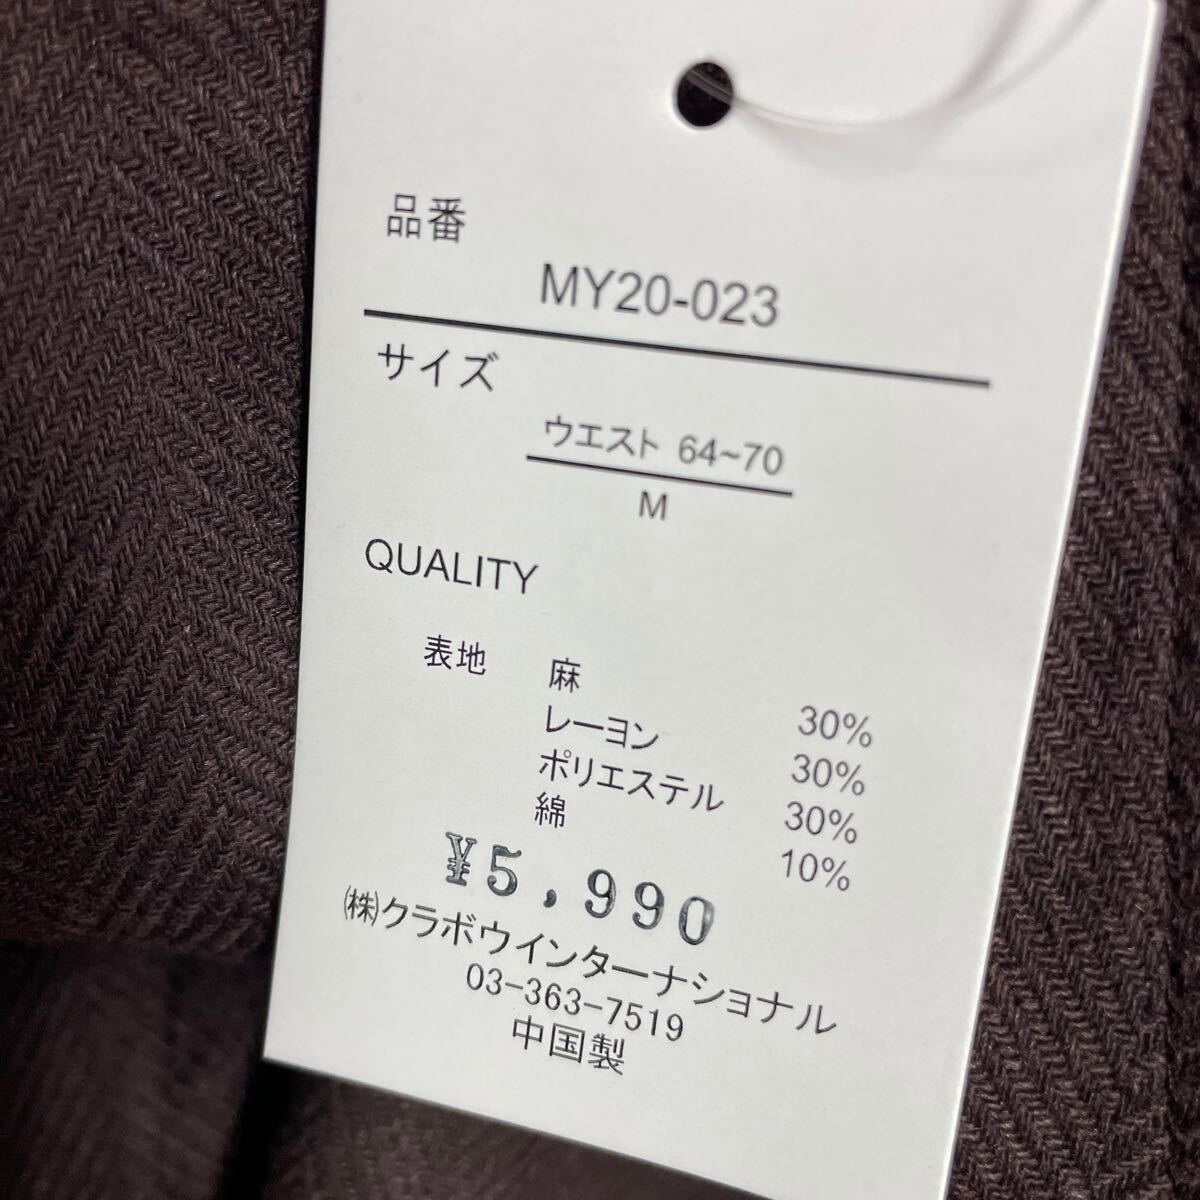 品番
MY20-023
サイズ
ウエスト 64~70
M
QUALITY
表地 麻 30%
レーヨン 30%
ポリエステル 30%
綿 10%
¥5,990
(株)クラボウインターナショナル
03-363-7519
中国製